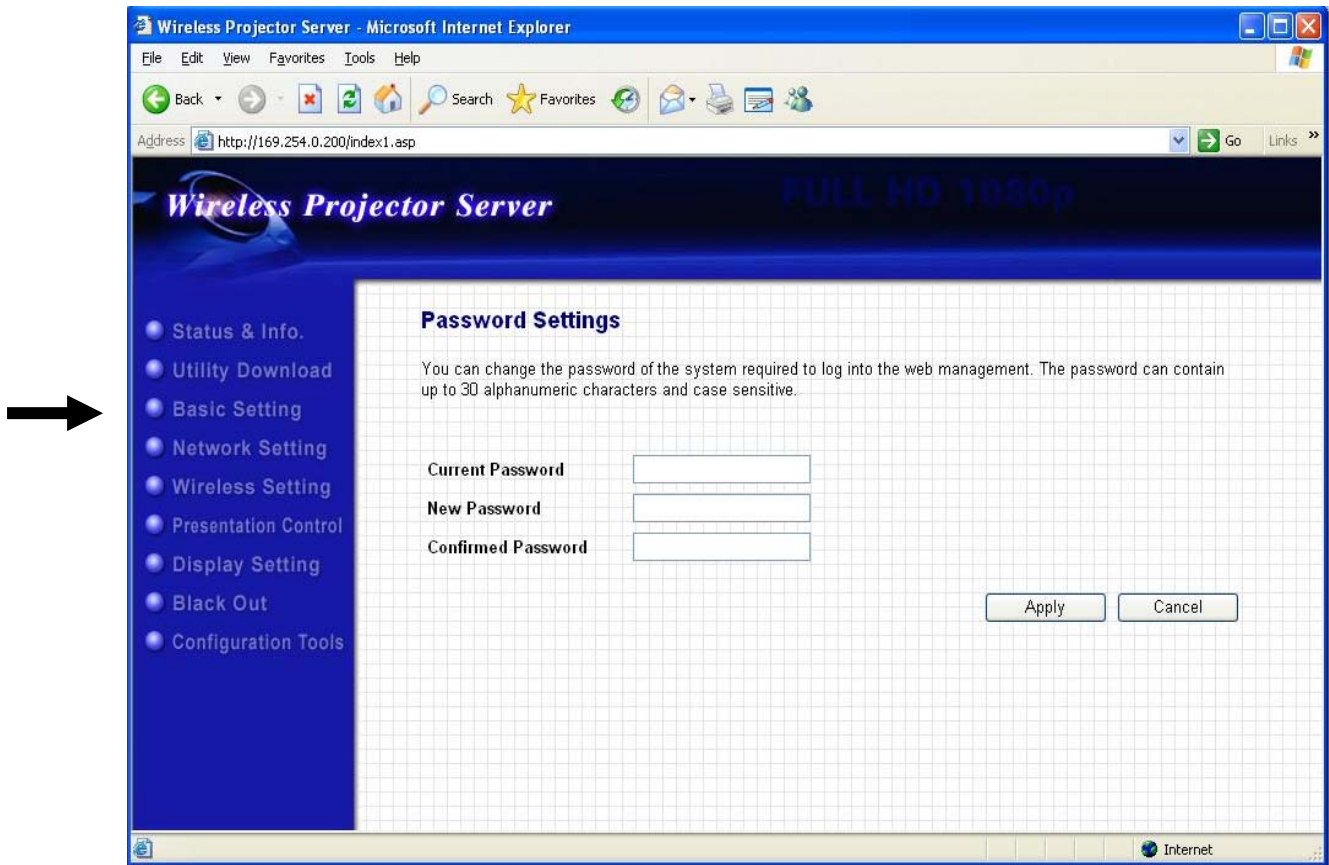 Wireless Projector Server - Microsoft Internet Explorer
File Edit View Favorites Tools Help
Back Search Favorites
Address http://169.254.0.200/index1.asp Go Links »
Wireless Projector Server FULL HD 1080p
Status & Info.
Utility Download
Basic Setting
Network Setting
Wireless Setting
Presentation Control
Display Setting
Black Out
Configuration Tools
Password Settings
You can change the password of the system required to log into the web management. The password can contain
up to 30 alphanumeric characters and case sensitive.
Current Password
New Password
Confirmed Password
Apply Cancel
Internet